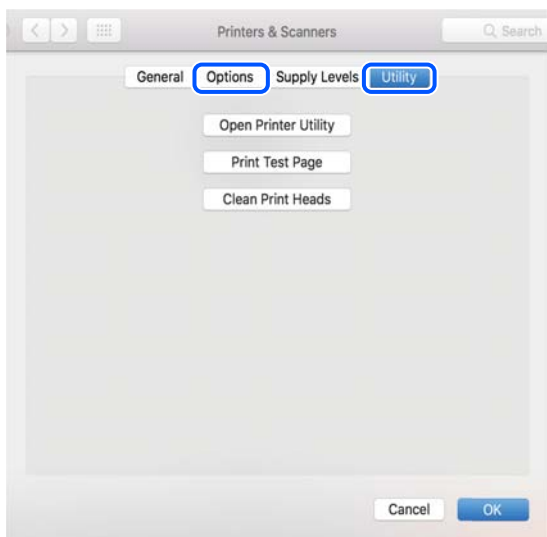 Printers & Scanners Search
General Options Supply Levels Utility
Open Printer Utility
Print Test Page
Clean Print Heads
Cancel OK